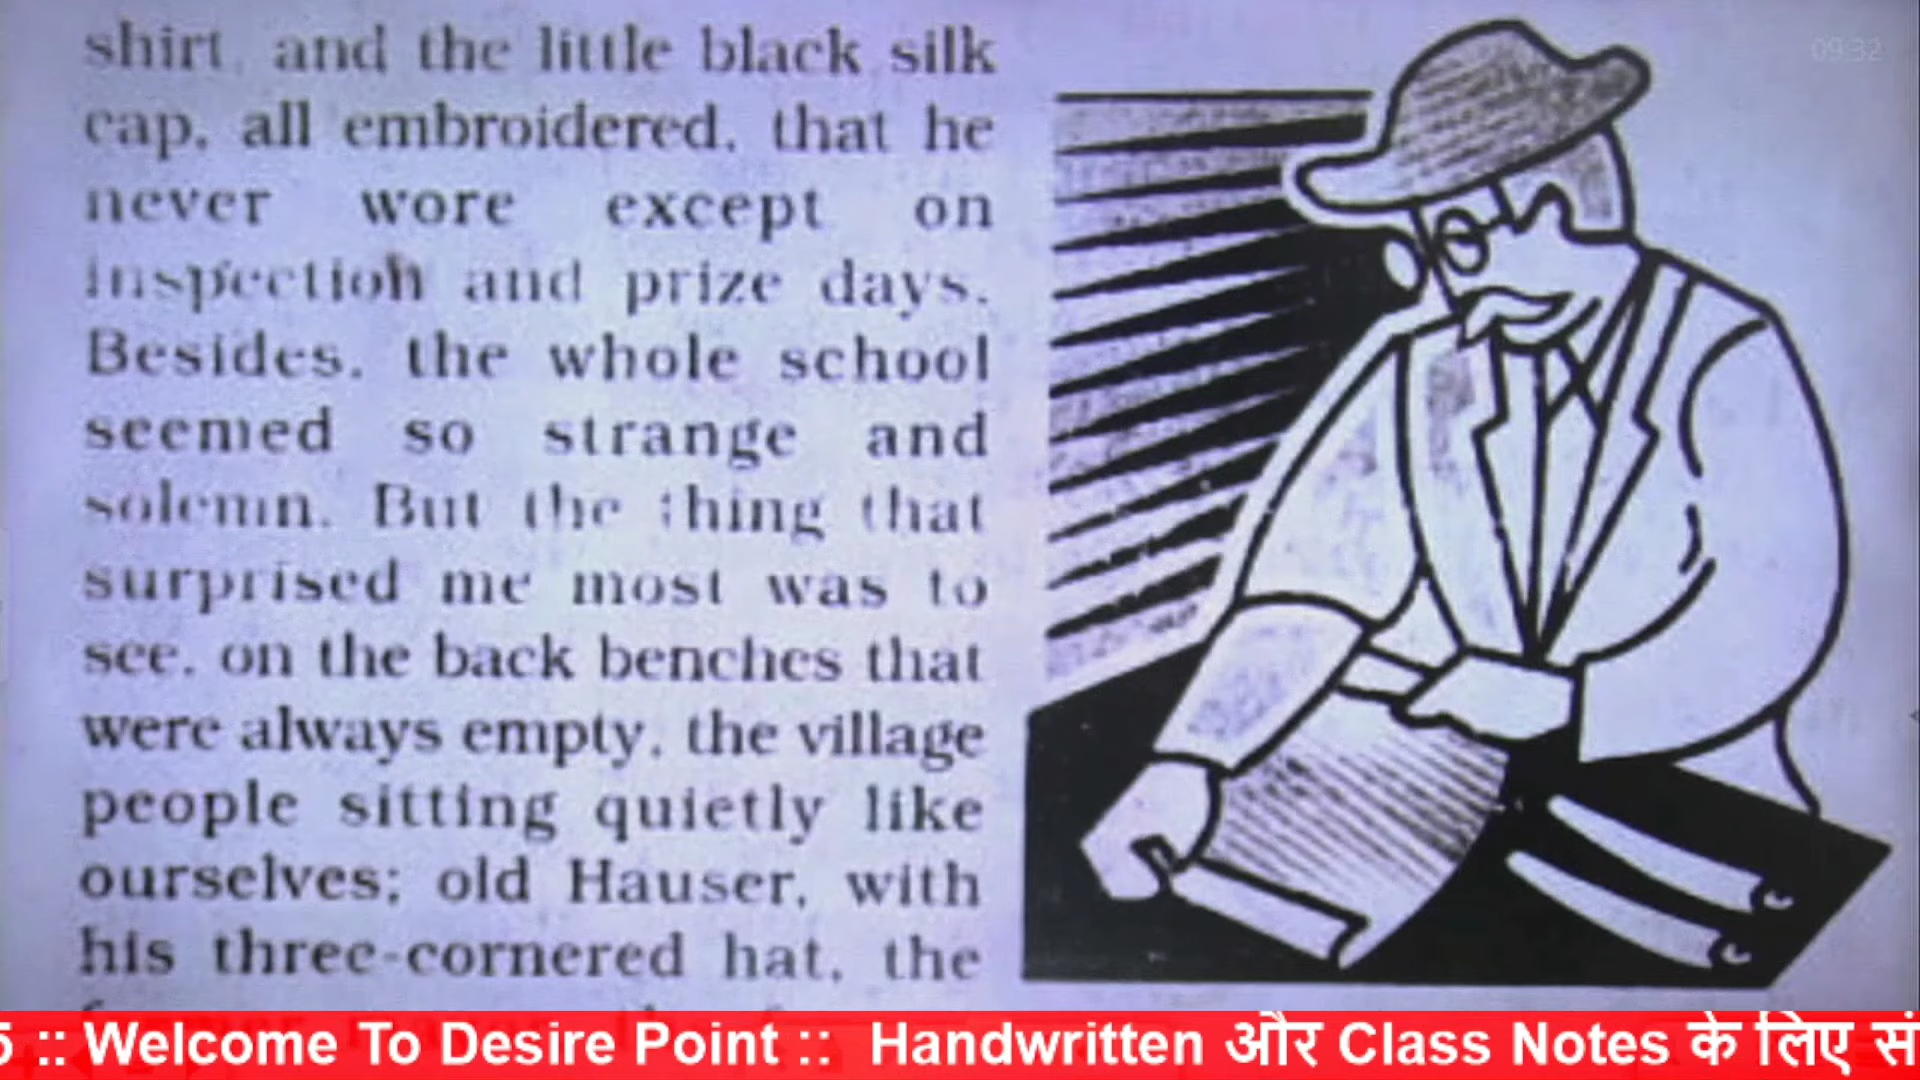 shirt, and the little black silk
cap, all embroidered, that he
never wore except on
inspection and prize days.
Besides, the whole school
seemed so strange and
solemn. But the thing that
surprised me most was to
see, on the back benches that
were always empty, the village
people sitting quietly like
ourselves; old Hauser, with
his three-cornered hat, the
09:32
5 :: Welcome To Desire Point :: Handwritten और Class Notes के लिए सं